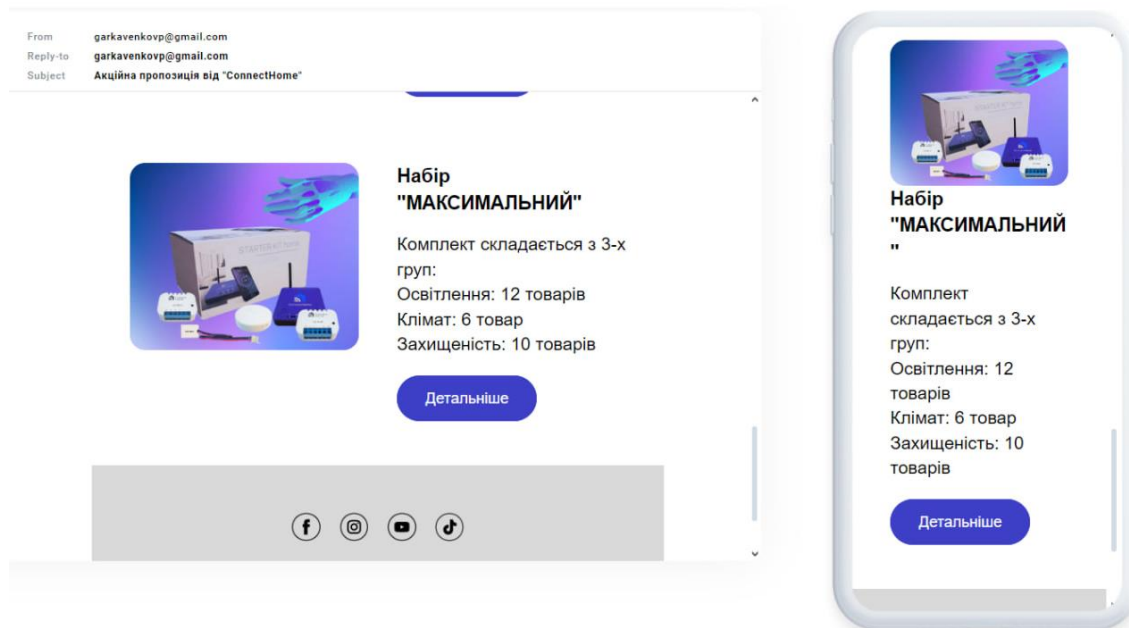 From garkavenkovp@gmail.com
Reply-to garkavenkovp@gmail.com
Subject Акційна пропозиція від "ConnectHome"
Набір
"МАКСИМАЛЬНИЙ"
Комплект складається з 3-х
груп:
Освітлення: 12 товарів
Клімат: 6 товар
Захищеність: 10 товарів
Детальніше
Набір
"МАКСИМАЛЬНИЙ
"
Комплект
складається з 3-х
груп:
Освітлення: 12
товарів
Клімат: 6 товар
Захищеність: 10
товарів
Детальніше